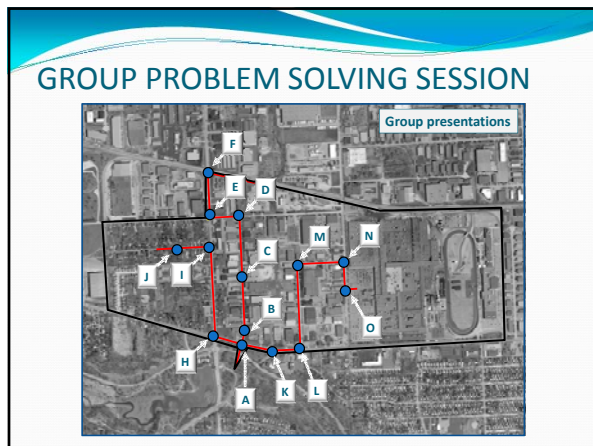 GROUP PROBLEM SOLVING SESSION
Group presentations
F
E
D
C
M
N
J
I
B
O
H
A
K
L